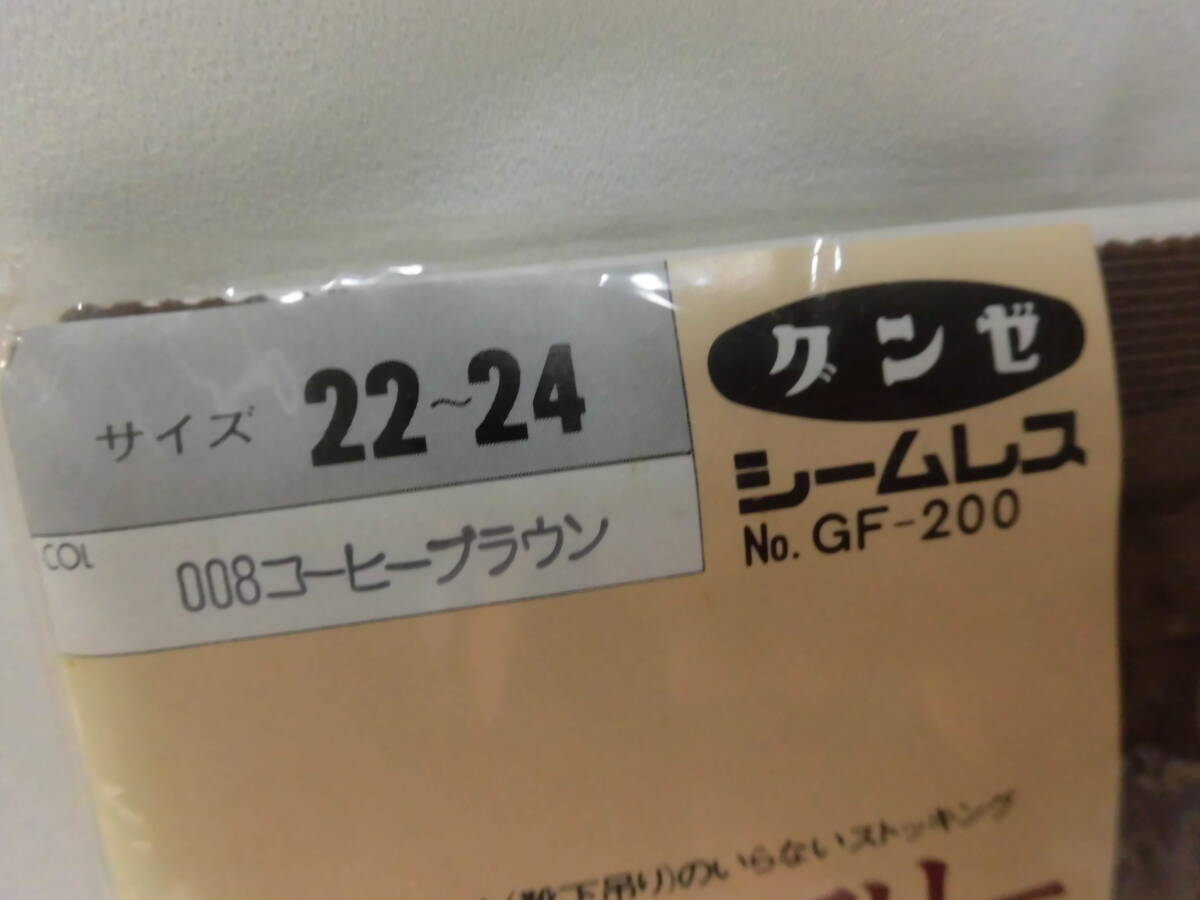 サイズ 22~24
COL 008コーヒーブラウン
グンゼ
シームレス
No. GF-200
(靴下吊り)のいらないストッキング
リー